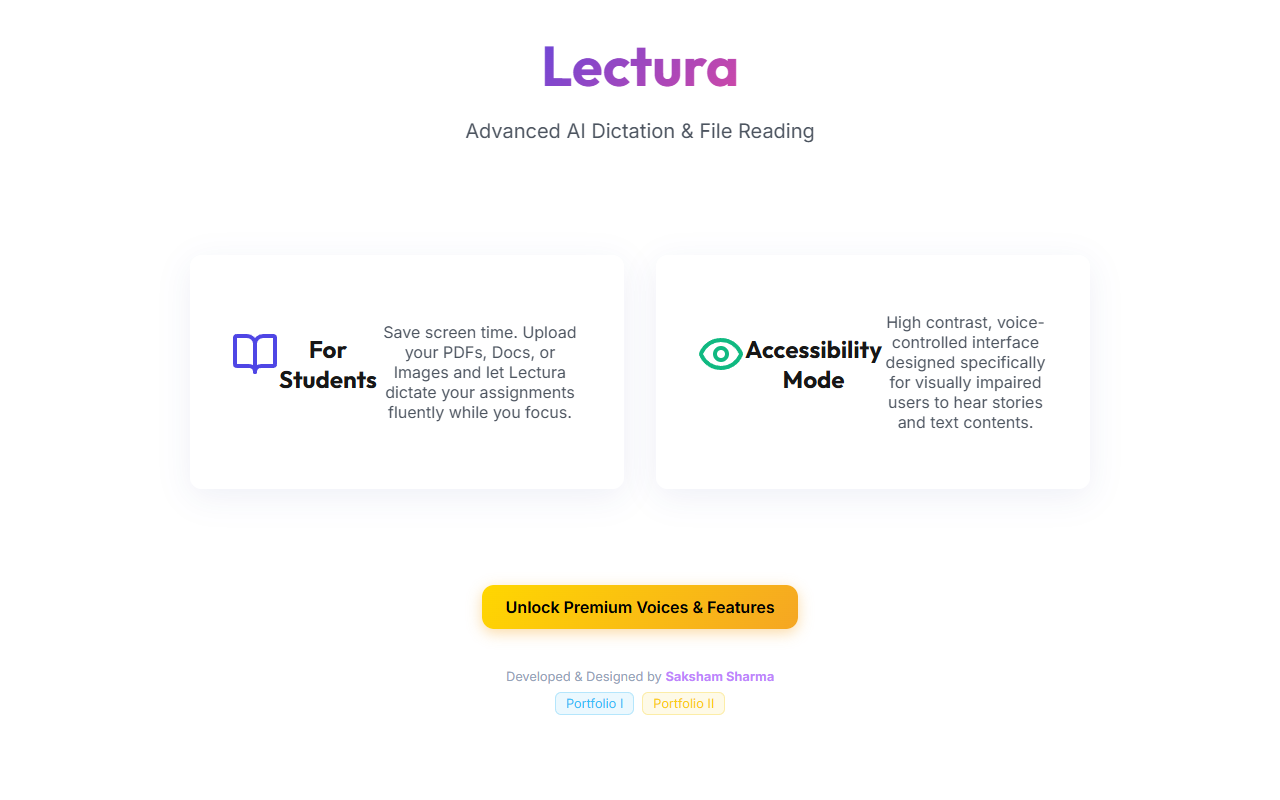 Lectura
Advanced AI Dictation & File Reading
For
Students
Save screen time. Upload
your PDFs, Docs, or
Images and let Lectura
dictate your assignments
fluently while you focus.
Accessibility
Mode
High contrast, voice-
controlled interface
designed specifically
for visually impaired
users to hear stories
and text contents.
Unlock Premium Voices & Features
Developed & Designed by Saksham Sharma
Portfolio I
Portfolio II